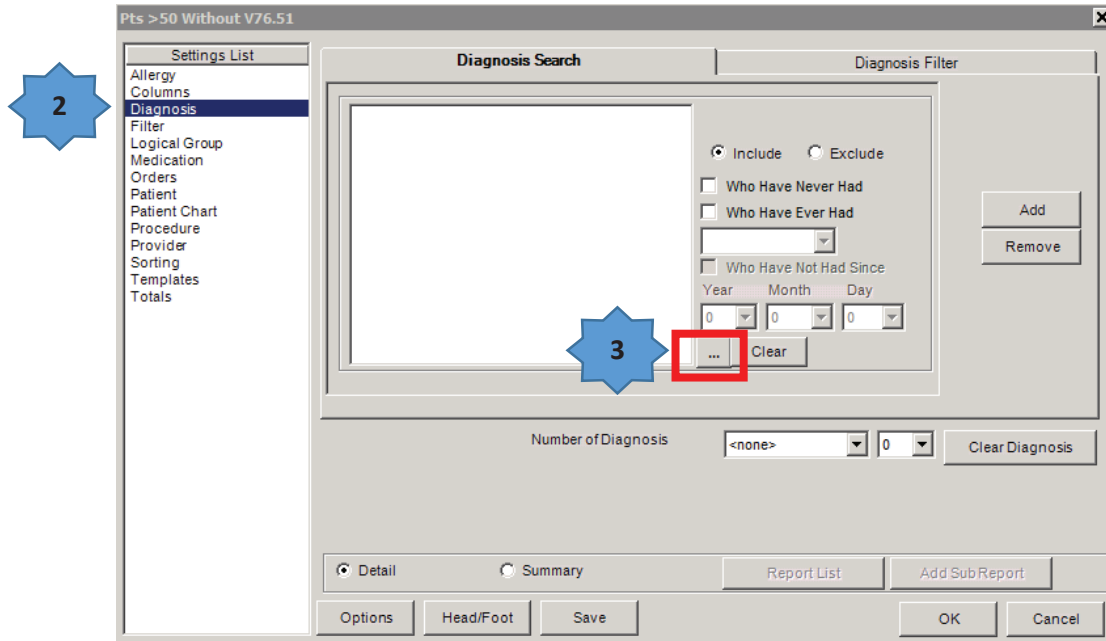 Pts >50 Without V76.51
Settings List
Allergy
Columns
Diagnosis
Filter
Logical Group
Medication
Orders
Patient
Patient Chart
Procedure
Provider
Sorting
Templates
Totals
2
Diagnosis Search
Diagnosis Filter
Include Exclude
Who Have Never Had
Who Have Ever Had
Who Have Not Had Since
Year Month Day
0 0 0
3
... Clear
Add
Remove
Number of Diagnosis <none> 0 Clear Diagnosis
Detail Summary Report List Add Sub Report
Options Head/Foot Save OK Cancel